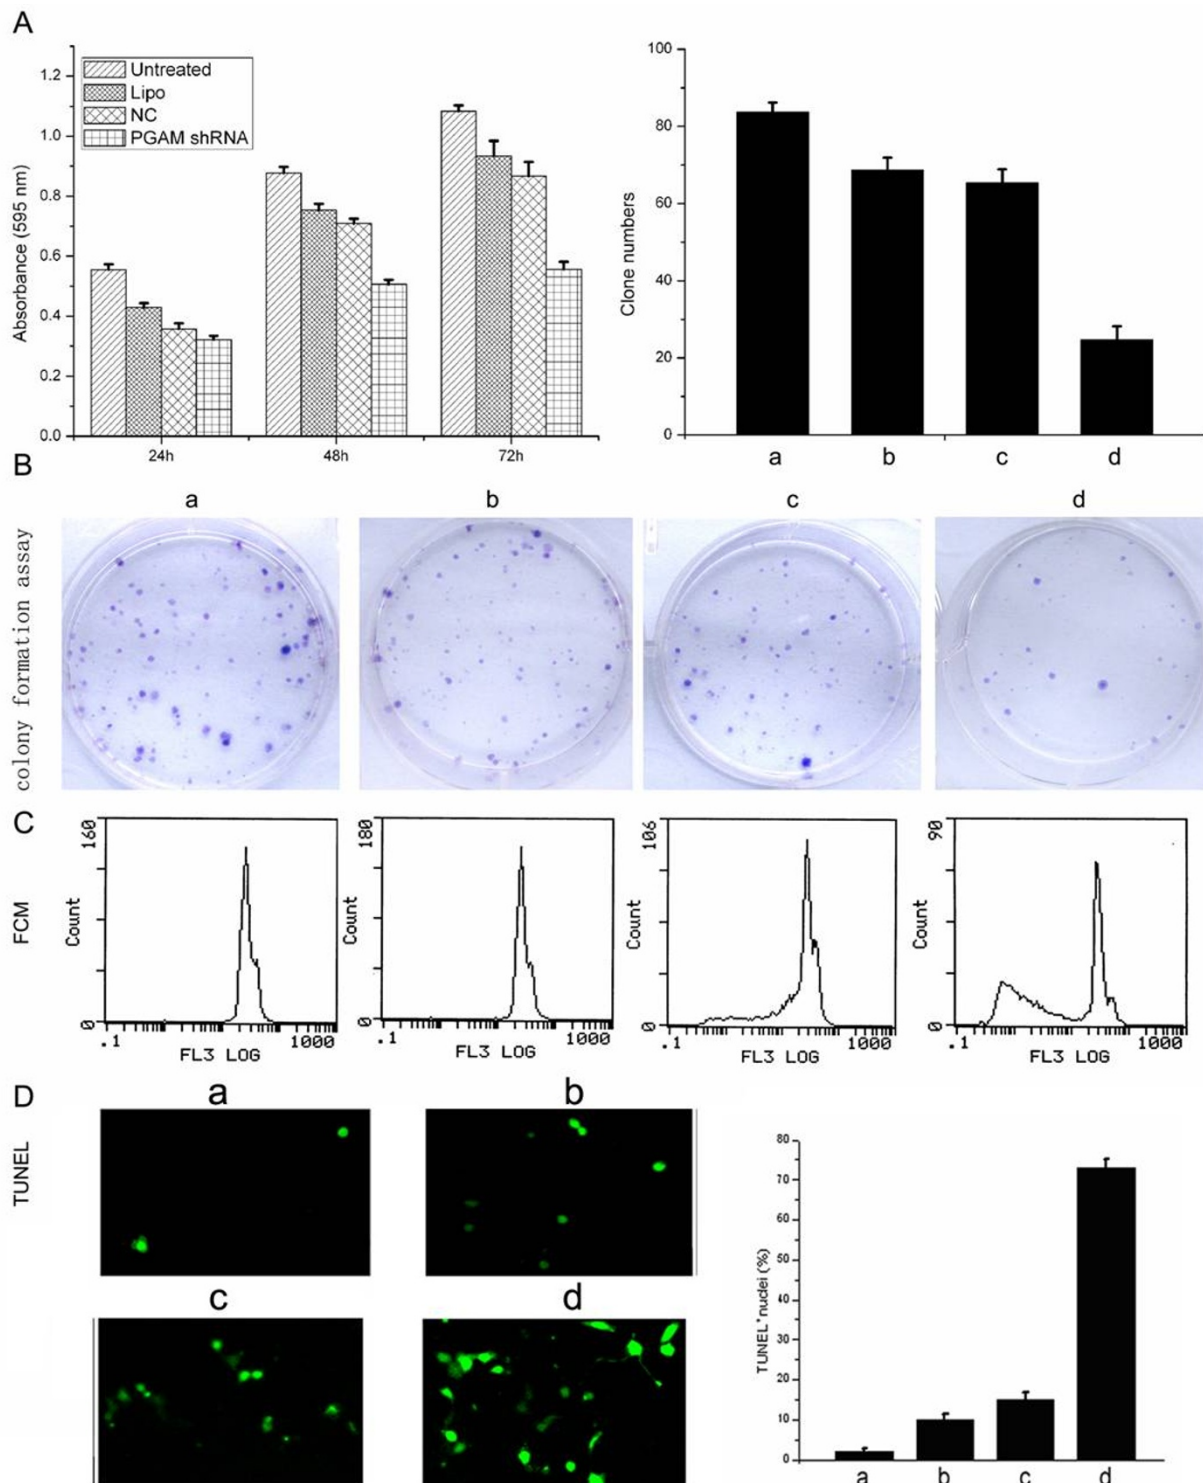 A
Untreated
Lipo
NC
PGAM shRNA
Absorbance (595 nm)
1.2
1.0
0.8
0.6
0.4
0.2
0.0
24h 48h 72h
Clone numbers
100
80
60
40
20
0
a b c d
B
a b c d
colony formation assay
C
FCM
160
Count
0
.1 1000
FL3 LOG
180
Count
0
.1 1000
FL3 LOG
106
Count
0
.1 1000
FL3 LOG
90
Count
0
.1 1000
FL3 LOG
D
TUNEL
a b
c d
TUNEL+nuclei (%)
80
70
60
50
40
30
20
10
0
a b c d